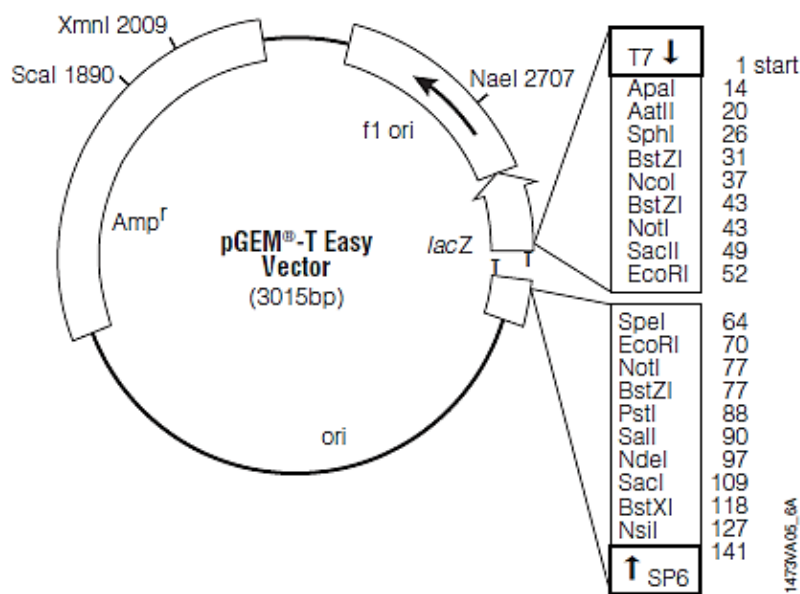 XmnI 2009
ScaI 1890
NaeI 2707
f1 ori
Ampr
pGEM®-T Easy
Vector
(3015bp)
lacZ
T
T
ori
T7 ↓
1 start
ApaI 14
AatII 20
SphI 26
BstZI 31
NcoI 37
BstZI 43
NotI 43
SacII 49
EcoRI 52
SpeI 64
EcoRI 70
NotI 77
BstZI 77
PstI 88
SalI 90
NdeI 97
SacI 109
BstXI 118
NsiI 127
141
↑ SP6
1473VA05_6A